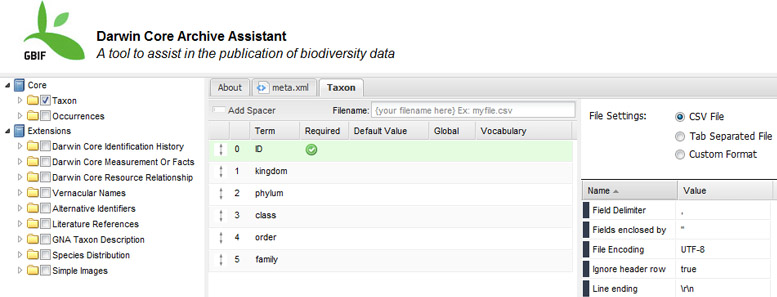 GBIF
Darwin Core Archive Assistant
A tool to assist in the publication of biodiversity data
Core
Taxon
Occurrences
Extensions
Darwin Core Identification History
Darwin Core Measurement Or Facts
Darwin Core Resource Relationship
Vernacular Names
Alternative Identifiers
Literature References
GNA Taxon Description
Species Distribution
Simple Images
About meta.xml Taxon
Add Spacer Filename: {your filename here} Ex: myfile.csv
Term Required Default Value Global Vocabulary
0 ID
1 kingdom
2 phylum
3 class
4 order
5 family
File Settings: CSV File
Tab Separated File
Custom Format
Name Value
Field Delimiter ,
Fields enclosed by "
File Encoding UTF-8
Ignore header row true
Line ending \r\n